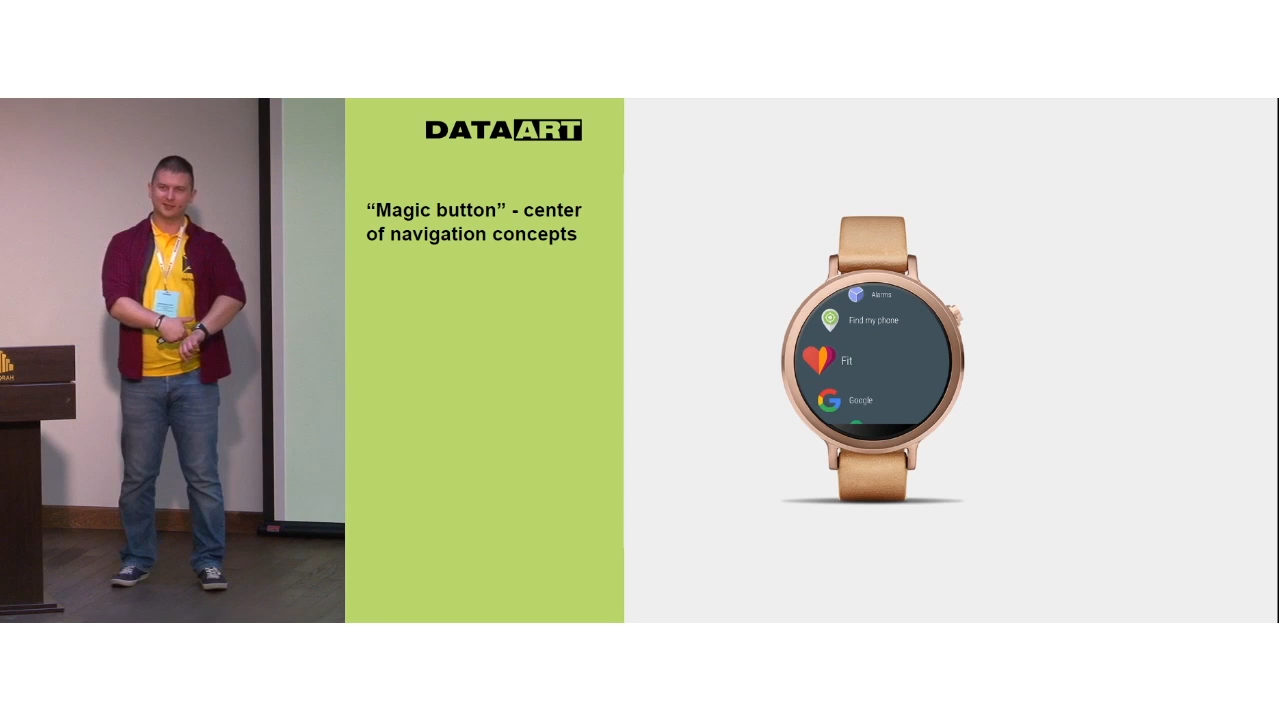 DATAART
“Magic button” - center
of navigation concepts
Alarms
Find my phone
Fit
Google